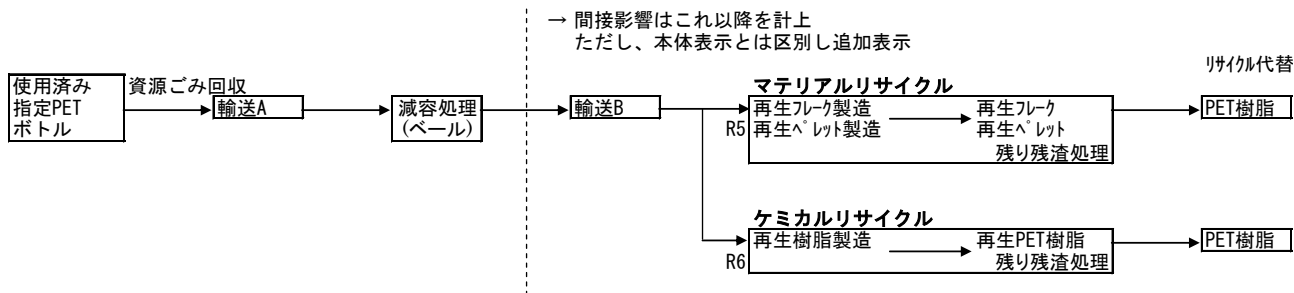 → 間接影響はこれ以降を計上
ただし、本体表示とは区別し追加表示
ﾘｻｲｸﾙ代替
使用済み
指定PET
ボトル
資源ごみ回収
輸送A
減容処理
(ベール)
輸送B
マテリアルリサイクル
R5
再生ﾌﾚｰｸ製造
再生ﾍﾟﾚｯﾄ製造
再生ﾌﾚｰｸ
再生ﾍﾟﾚｯﾄ
残り残渣処理
PET樹脂
ケミカルリサイクル
R6
再生樹脂製造
再生PET樹脂
残り残渣処理
PET樹脂